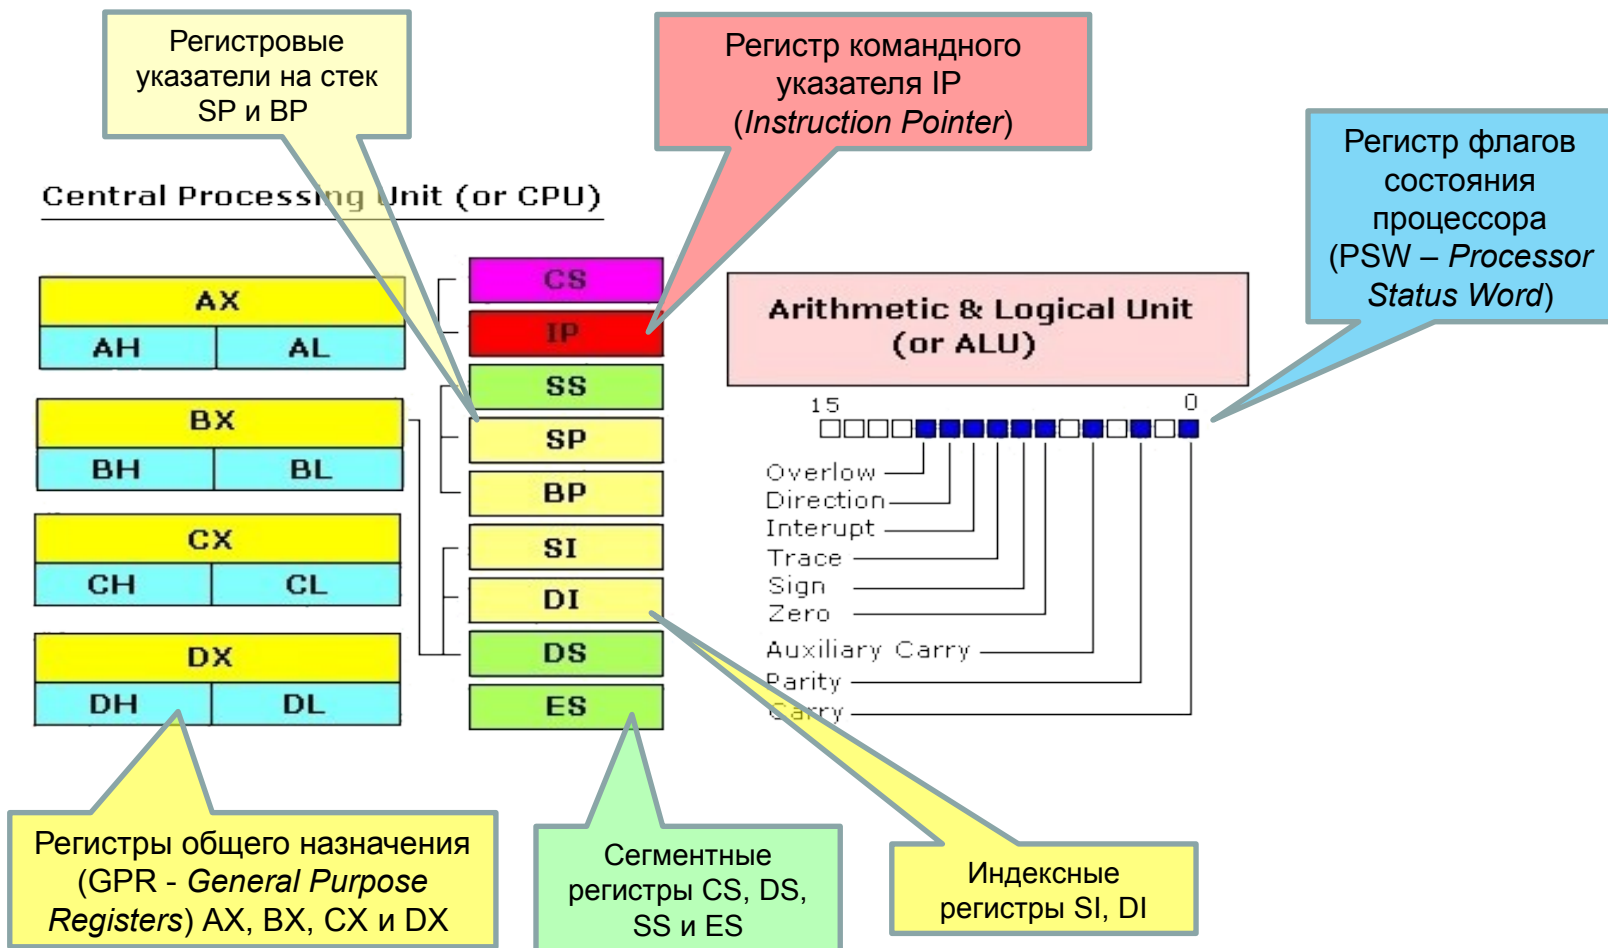 Регистровые
указатели на стек
SP и BP
Регистр командного
указателя IP
(Instruction Pointer)
Регистр флагов
состояния
процессора
(PSW – Processor
Status Word)
Central Processing Unit (or CPU)
AX
AH AL
BX
BH BL
CX
CH CL
DX
DH DL
CS
IP
SS
SP
BP
SI
DI
DS
ES
Arithmetic & Logical Unit
(or ALU)
15 0
Overlow
Direction
Interupt
Trace
Sign
Zero
Auxiliary Carry
Parity
Carry
Регистры общего назначения
(GPR - General Purpose
Registers) AX, BX, CX и DX
Сегментные
регистры CS, DS,
SS и ES
Индексные
регистры SI, DI